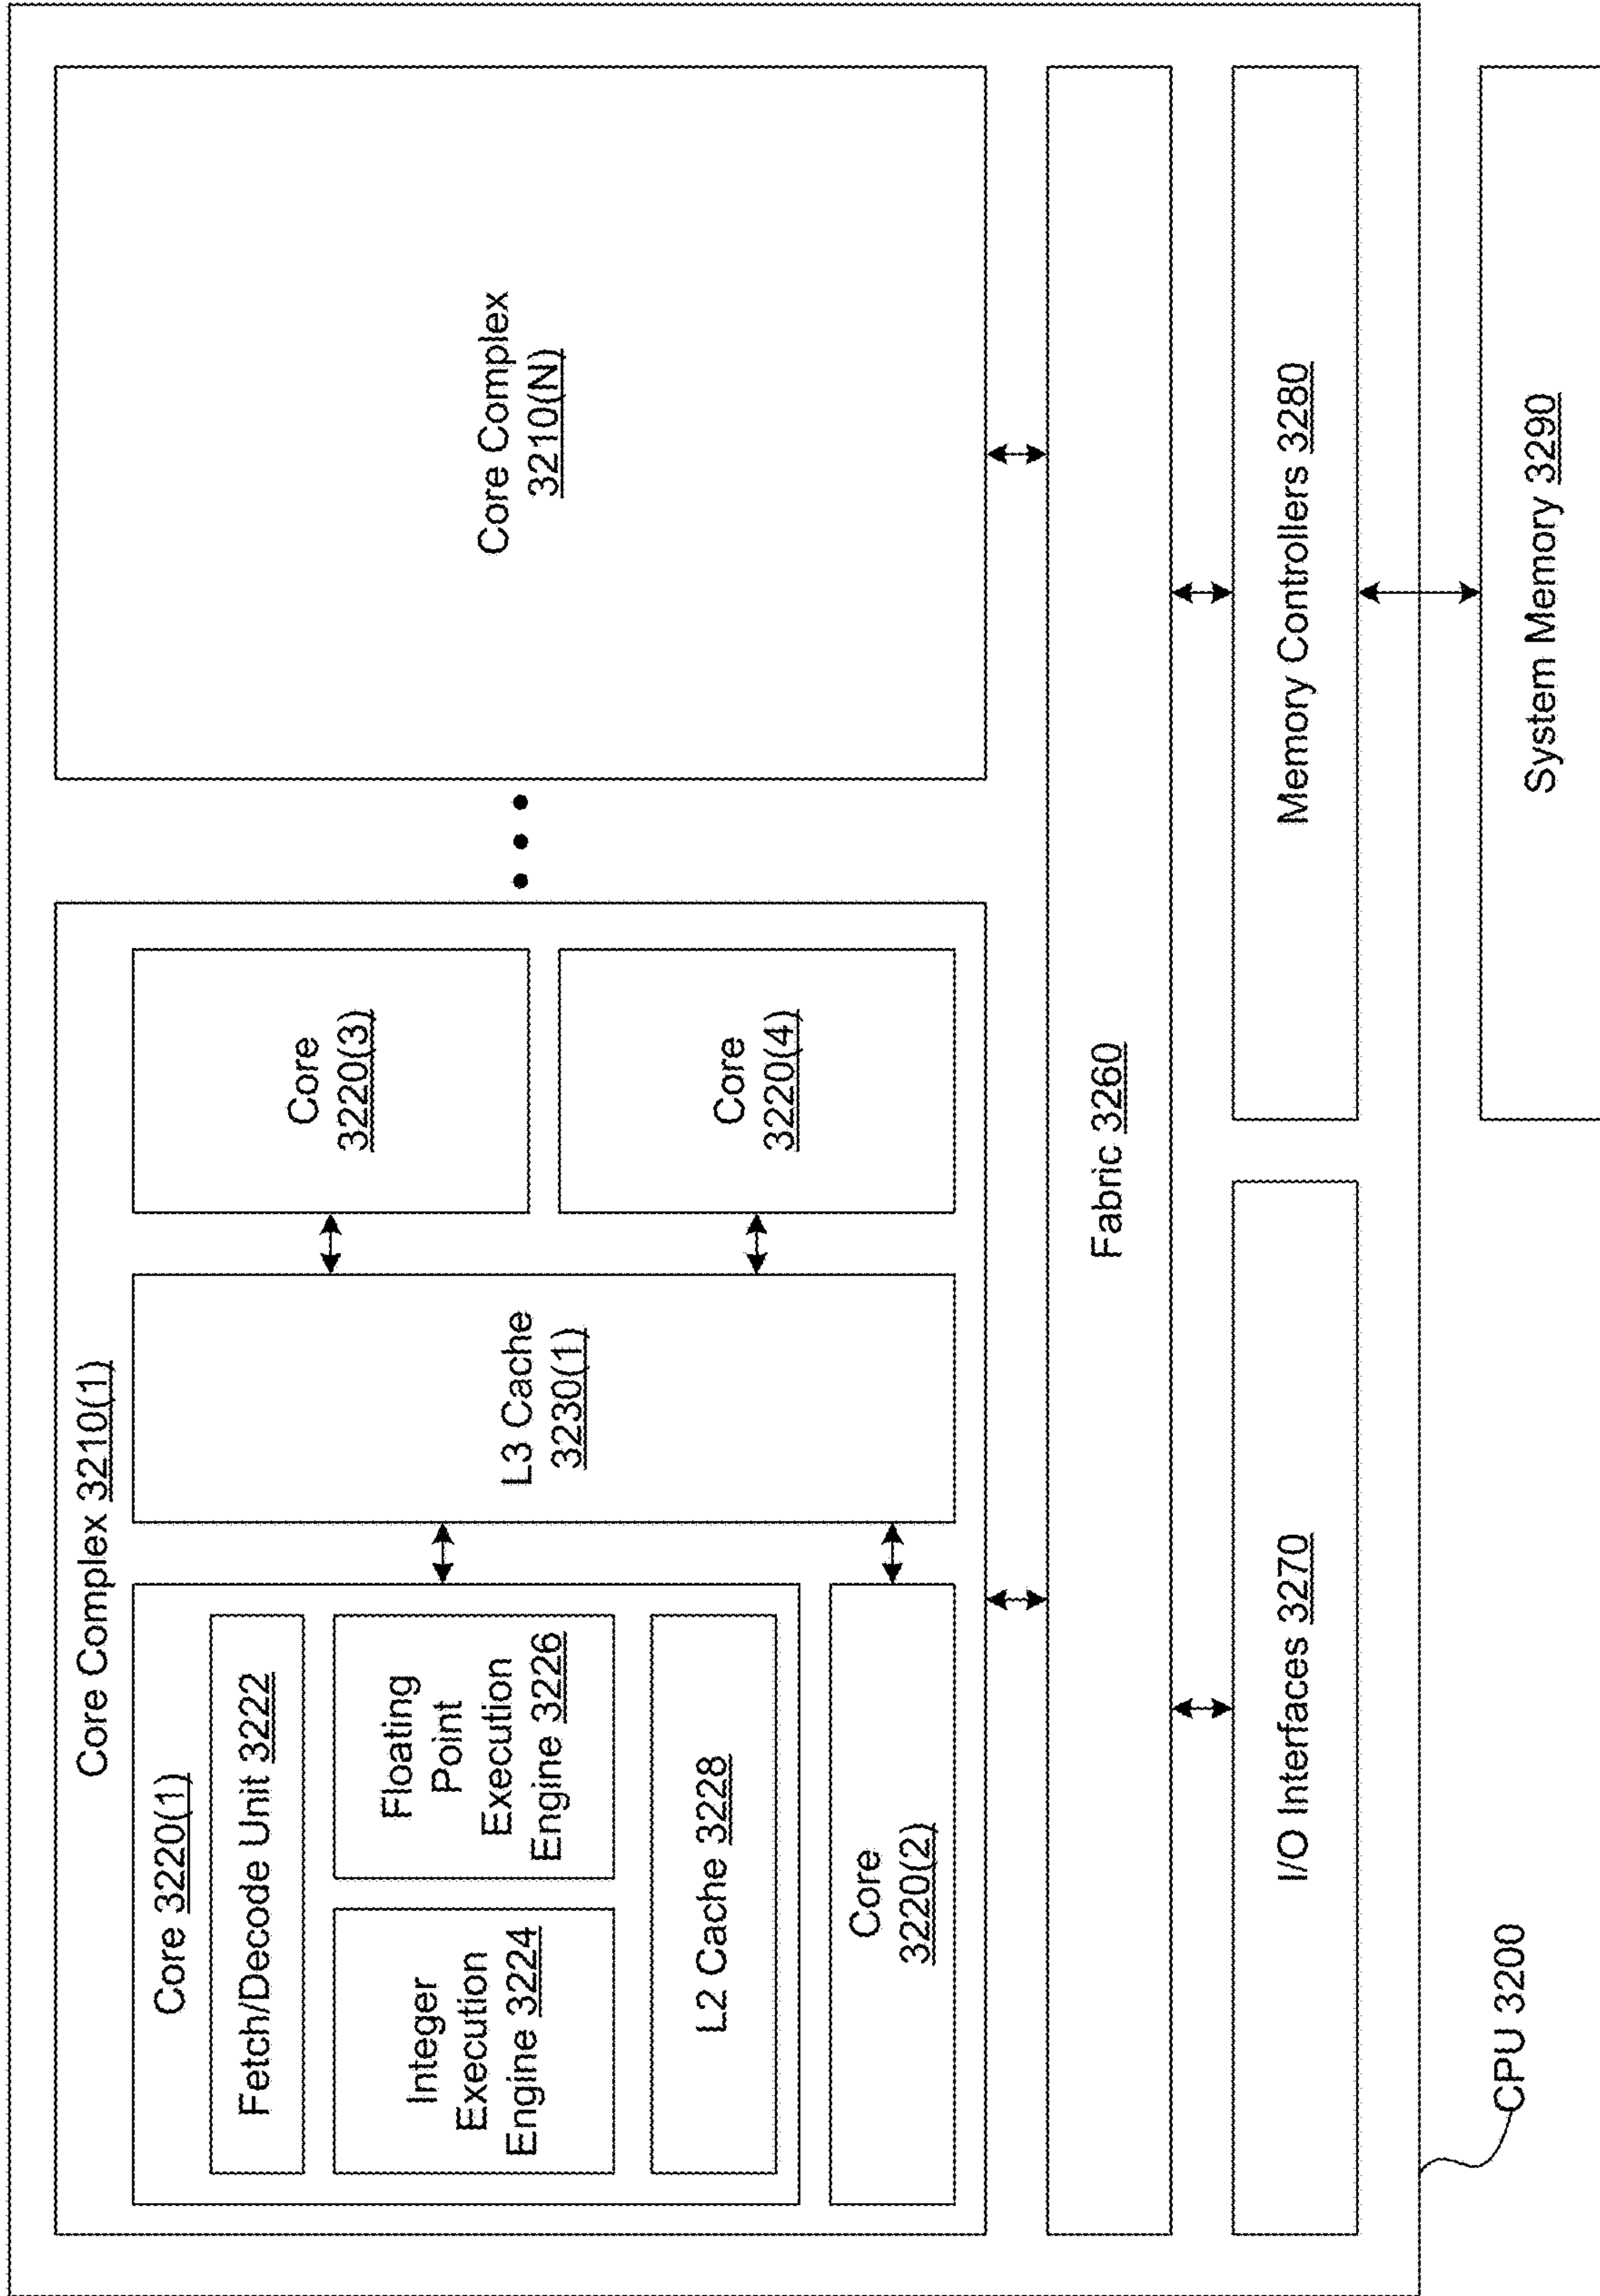 Core Complex 3210(1)
Core 3220(1)
Fetch/Decode Unit 3222
Integer
Execution
Engine 3224
Floating
Point
Execution
Engine 3226
L2 Cache 3228
Core
3220(2)
L3 Cache
3230(1)
Core
3220(3)
Core
3220(4)
Core Complex
3210(N)
Fabric 3260
I/O Interfaces 3270
Memory Controllers 3280
CPU 3200
System Memory 3290